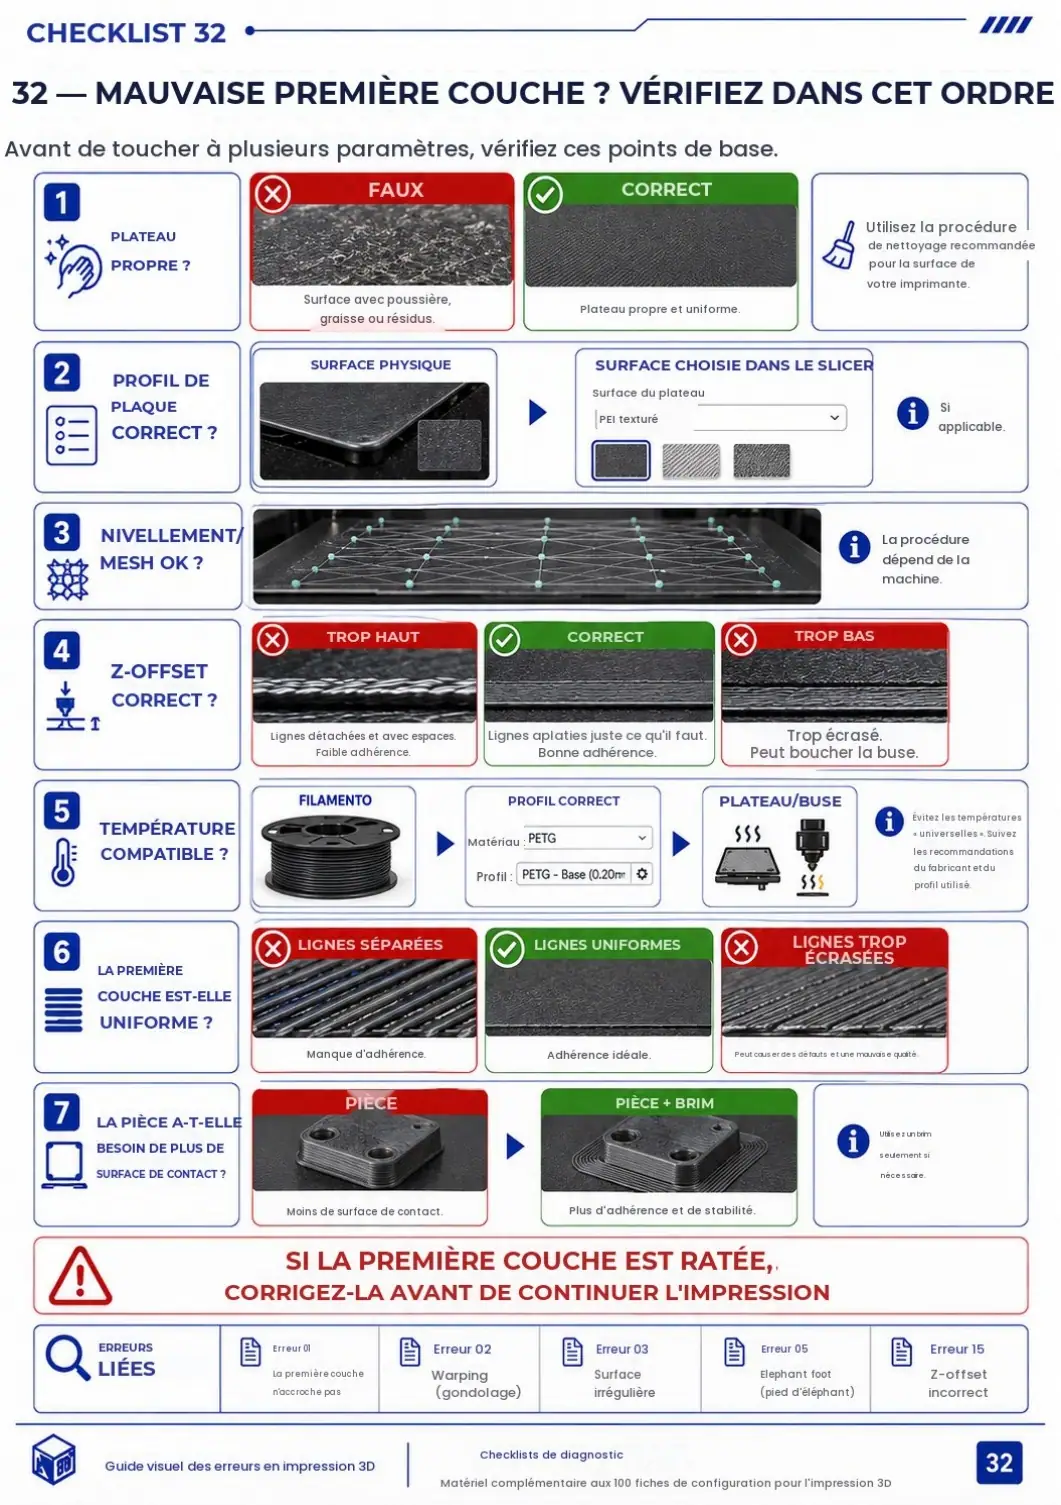 CHECKLIST 32
32 — MAUVAISE PREMIÈRE COUCHE ? VÉRIFIEZ DANS CET ORDRE
Avant de toucher à plusieurs paramètres, vérifiez ces points de base.
1
PLATEAU
PROPRE ?
FAUX
Surface avec poussière,
graisse ou résidus.
CORRECT
Plateau propre et uniforme.
Utilisez la procédure
de nettoyage recommandée
pour la surface de
votre imprimante.
2
PROFIL DE
PLAQUE
CORRECT ?
SURFACE PHYSIQUE
SURFACE CHOISIE DANS LE SLICER
Surface du plateau
PEI texturé
Si
applicable.
3
NIVELLEMENT/
MESH OK ?
La procédure
dépend de la
machine.
4
Z-OFFSET
CORRECT ?
TROP HAUT
Lignes détachées et avec espaces.
Faible adhérence.
CORRECT
Lignes aplaties juste ce qu'il faut.
Bonne adhérence.
TROP BAS
Trop écrasé.
Peut boucher la buse.
5
TEMPÉRATURE
COMPATIBLE ?
FILAMENTO
PROFIL CORRECT
Matériau : PETG
Profil : PETG - Base (0.20m
PLATEAU/BUSE
Évitez les températures
« universelles ». Suivez
les recommandations
du fabricant et du
profil utilisé.
6
LA PREMIÈRE
COUCHE EST-ELLE
UNIFORME ?
LIGNES SÉPARÉES
Manque d'adhérence.
LIGNES UNIFORMES
Adhérence idéale.
LIGNES TROP
ÉCRASÉES
Peut causer des défauts et une mauvaise qualité.
7
LA PIÈCE A-T-ELLE
BESOIN DE PLUS DE
SURFACE DE CONTACT ?
PIÈCE
Moins de surface de contact.
PIÈCE + BRIM
Plus d'adhérence et de stabilité.
Utilisez un brim
seulement si
nécessaire.
SI LA PREMIÈRE COUCHE EST RATÉE,
CORRIGEZ-LA AVANT DE CONTINUER L'IMPRESSION
ERREURS
LIÉES
Erreur 01
La première couche
n'accroche pas
Erreur 02
Warping
(gondolage)
Erreur 03
Surface
irrégulière
Erreur 05
Elephant foot
(pied d'éléphant)
Erreur 15
Z-offset
incorrect
Guide visuel des erreurs en impression 3D
Checklists de diagnostic
Matériel complémentaire aux 100 fiches de configuration pour l'impression 3D
32